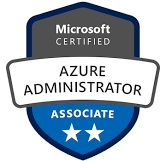 Microsoft
CERTIFIED
AZURE
ADMINISTRATOR
ASSOCIATE